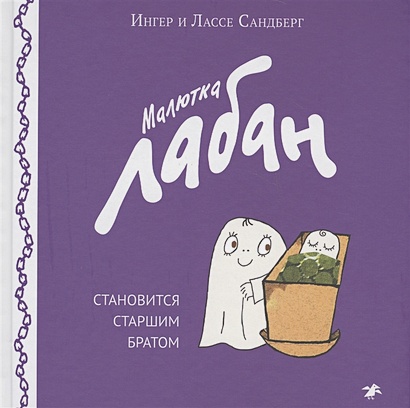 Ингер и Лассе Сандберг
Малютка
лабан
становится
старшим
братом